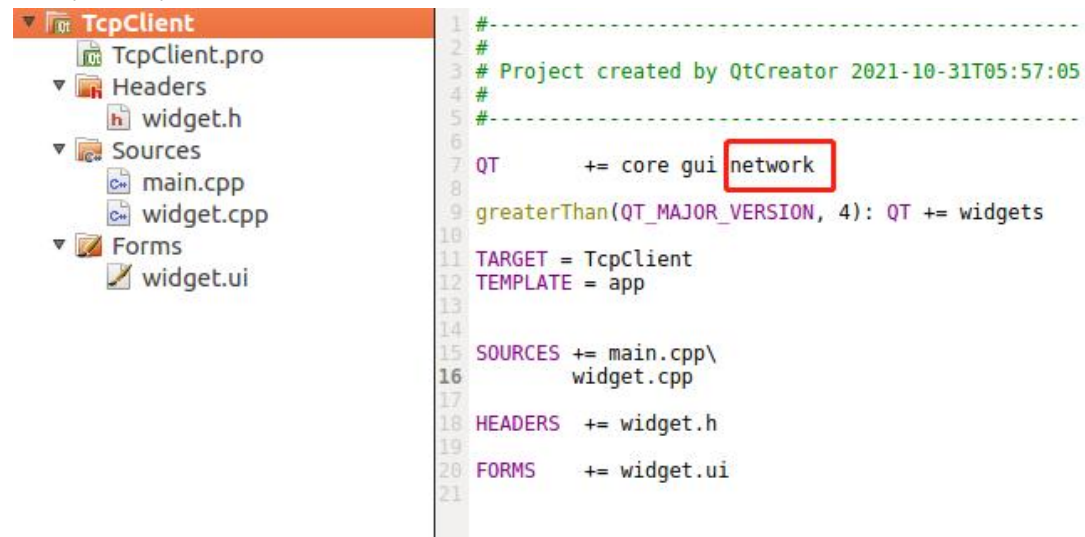 TcpClient
TcpClient.pro
Headers
widget.h
Sources
main.cpp
widget.cpp
Forms
widget.ui
1 #-------------------------------------------------
2 #
3 # Project created by QtCreator 2021-10-31T05:57:05
4 #
5 #-------------------------------------------------
6
7 QT       += core gui network
8
9 greaterThan(QT_MAJOR_VERSION, 4): QT += widgets
10
11 TARGET = TcpClient
12 TEMPLATE = app
13
14
15 SOURCES += main.cpp\
16         widget.cpp
17
18 HEADERS  += widget.h
19
20 FORMS    += widget.ui
21